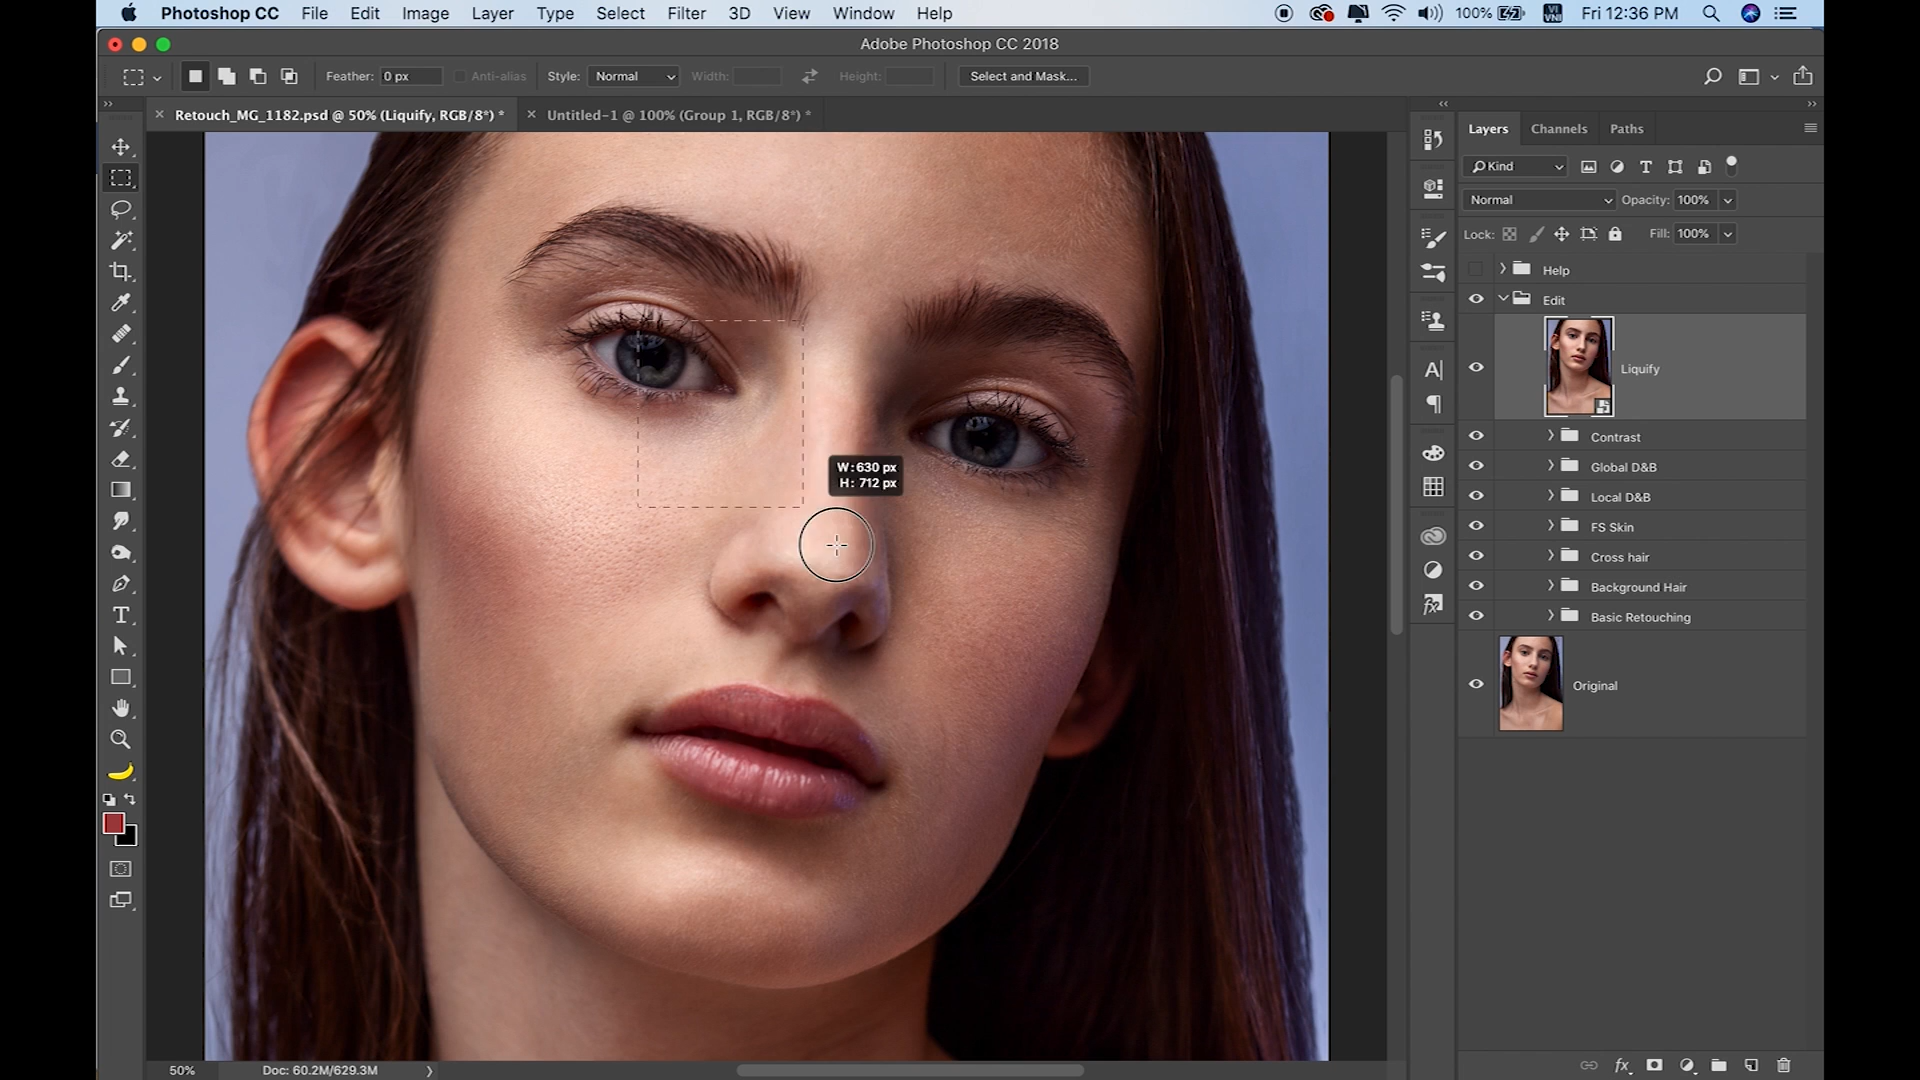 Photoshop CC File Edit Image Layer Type Select Filter 3D View Window Help 100% VI VNI Fri 12:36 PM
Adobe Photoshop CC 2018
Feather: 0 px Anti-alias Style: Normal Width: Height: Select and Mask...
Retouch_MG_1182.psd @ 50% (Liquify, RGB/8*) * Untitled-1 @ 100% (Group 1, RGB/8*) *
Layers Channels Paths
Kind
Normal Opacity: 100%
Lock: Fill: 100%
Help
Edit
Liquify
Contrast
Global D&B
Local D&B
FS Skin
Cross hair
Background Hair
Basic Retouching
Original
W: 630 px
H: 712 px
50% Doc: 60.2M/629.3M